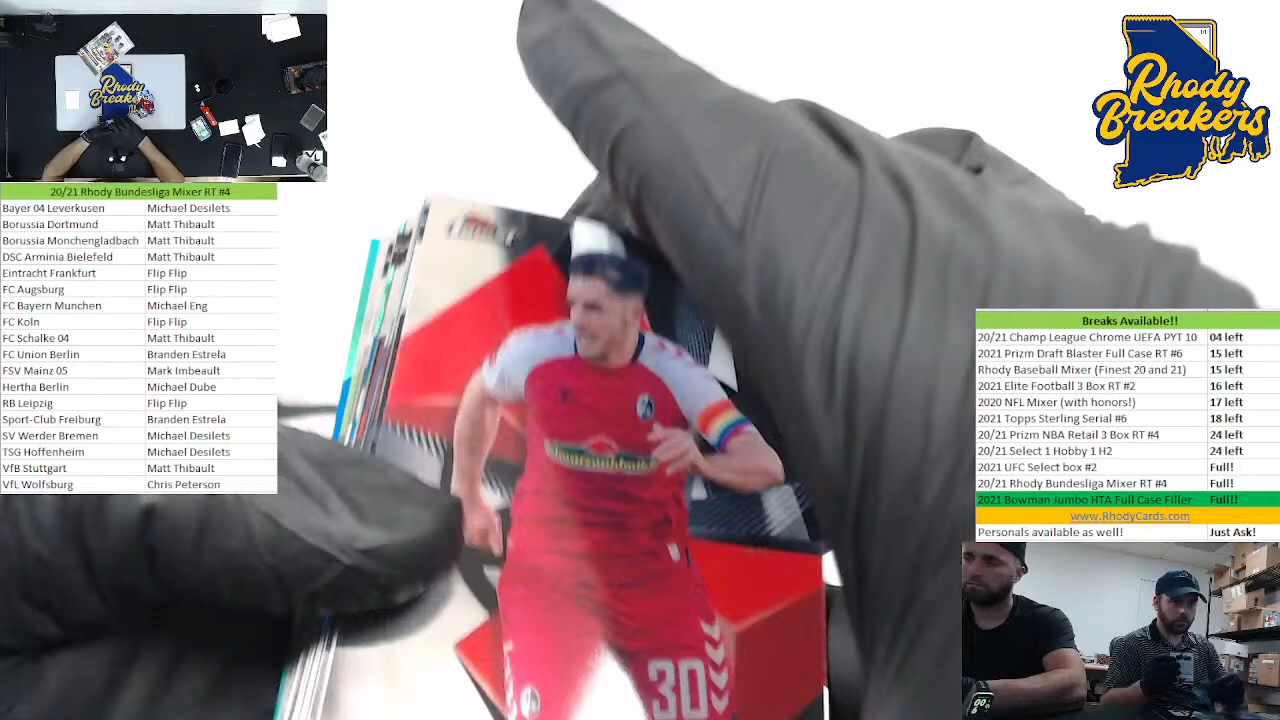 20/21 Rhody Bundesliga Mixer RT #4
Bayer 04 Leverkusen Michael Desilets
Borussia Dortmund Matt Thibault
Borussia Monchengladbach Matt Thibault
DSC Arminia Bielefeld Matt Thibault
Eintracht Frankfurt Flip Flip
FC Augsburg Flip Flip
FC Bayern Munchen Michael Eng
FC Koln Flip Flip
FC Schalke 04 Matt Thibault
FC Union Berlin Branden Estrela
FSV Mainz 05 Mark Imbeault
Hertha Berlin Michael Dube
RB Leipzig Flip Flip
Sport-Club Freiburg Branden Estrela
SV Werder Bremen Michael Desilets
TSG Hoffenheim Michael Desilets
VfB Stuttgart Matt Thibault
VfL Wolfsburg Chris Peterson
Rhody
Breakers
30
Rhody
Breakers
1/1
Breaks Available!!
20/21 Champ League Chrome UEFA PYT 10 04 left
2021 Prizm Draft Blaster Full Case RT #6 15 left
Rhody Baseball Mixer (Finest 20 and 21) 15 left
2021 Elite Football 3 Box RT #2 16 left
2020 NFL Mixer (with honors!) 17 left
2021 Topps Sterling Serial #6 18 left
20/21 Prizm NBA Retail 3 Box RT #4 24 left
20/21 Select 1 Hobby 1 H2 24 left
2021 UFC Select box #2 Full!
20/21 Rhody Bundesliga Mixer RT #4 Full!
2021 Bowman Jumbo HTA Full Case Filler Full!!
www.RhodyCards.com
Personals available as well! Just Ask!